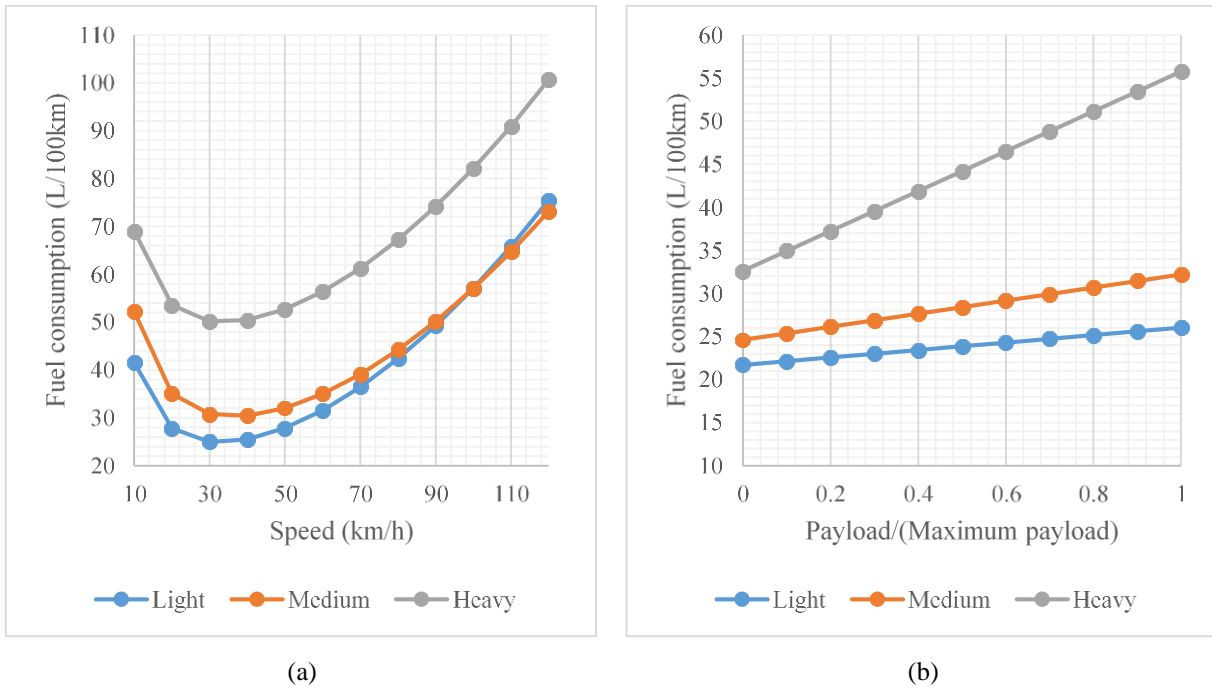 110
100
90
80
70
60
50
40
30
20
Fuel consumption (L/100km)
10 30 50 70 90 110
Speed (km/h)
Light Medium Heavy
(a)
60
55
50
45
40
35
30
25
20
15
10
Fuel consumption (L/100km)
0 0.2 0.4 0.6 0.8 1
Payload/(Maximum payload)
Light Medium Heavy
(b)